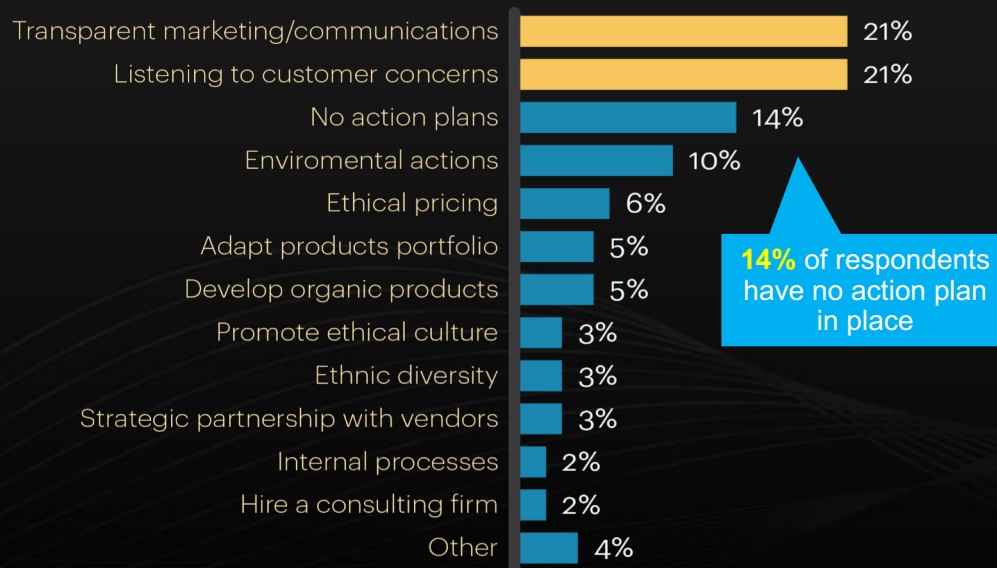 Transparent marketing/communications 21%
Listening to customer concerns 21%
No action plans 14%
Enviromental actions 10%
Ethical pricing 6%
Adapt products portfolio 5%
Develop organic products 5%
Promote ethical culture 3%
Ethnic diversity 3%
Strategic partnership with vendors 3%
Internal processes 2%
Hire a consulting firm 2%
Other 4%
14% of respondents
have no action plan
in place